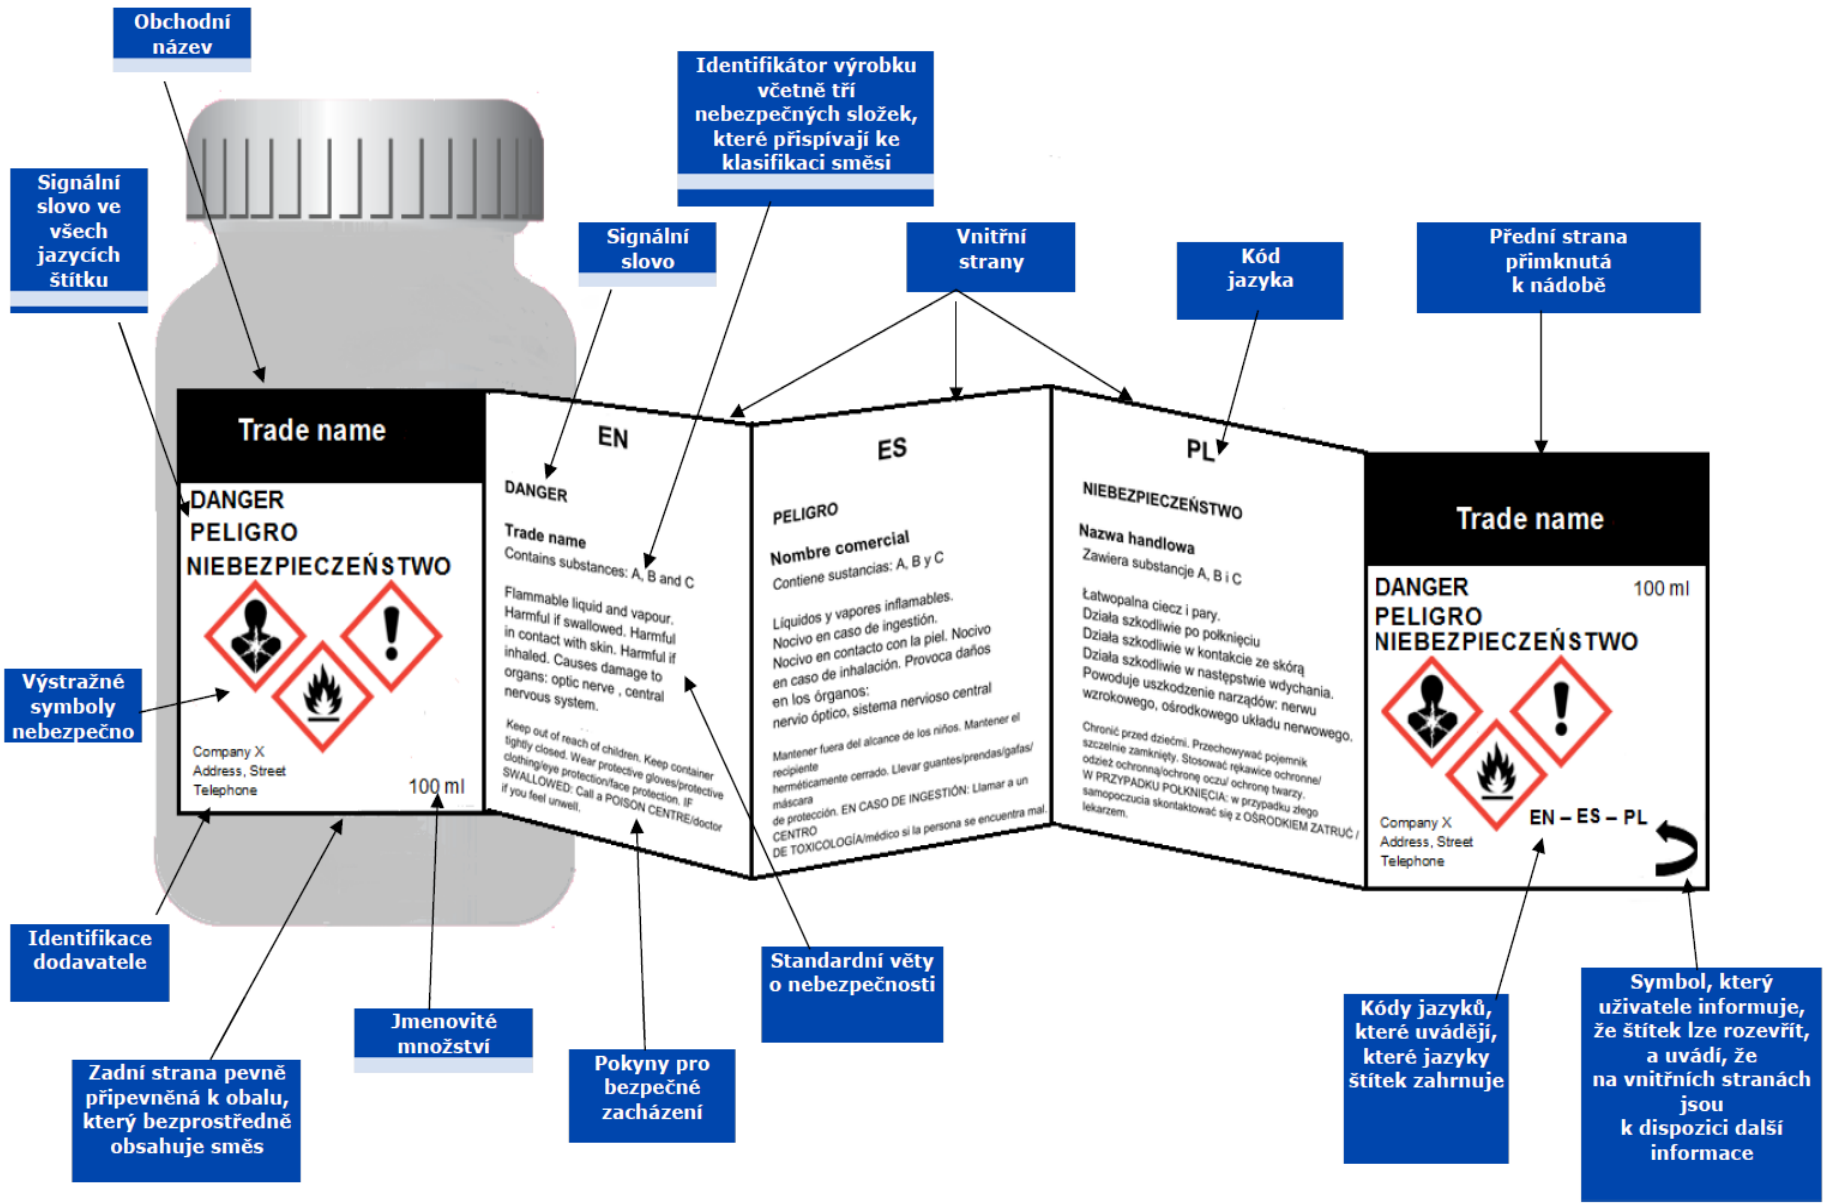 Obchodní
název
Identifikátor výrobku
včetně tří
nebezpečných složek,
které přispívají ke
klasifikaci směsi
Signální
slovo ve
všech
jazycích
štítku
Signální
slovo
Vnitřní
strany
Kód
jazyka
Přední strana
přimknutá
k nádobě
Trade name
DANGER
PELIGRO
NIEBEZPIECZEŃSTWO
Company X
Address, Street
Telephone
100 ml
EN
DANGER
Trade name
Contains substances: A, B and C
Flammable liquid and vapour.
Harmful if swallowed. Harmful
in contact with skin. Harmful if
inhaled. Causes damage to
organs: optic nerve , central
nervous system.
Keep out of reach of children. Keep container
tightly closed. Wear protective gloves/protective
clothing/eye protection/face protection. IF
SWALLOWED: Call a POISON CENTRE/doctor
if you feel unwell.
ES
PELIGRO
Nombre comercial
Contiene sustancias: A, B y C
Líquidos y vapores inflamables.
Nocivo en caso de ingestión.
Nocivo en contacto con la piel. Nocivo
en caso de inhalación. Provoca daños
en los órganos:
nervio óptico, sistema nervioso central
Mantener fuera del alcance de los niños. Mantener el
recipiente
herméticamente cerrado. Llevar guantes/prendas/gafas/
máscara
de protección. EN CASO DE INGESTIÓN: Llamar a un
CENTRO
DE TOXICOLOGÍA/médico si la persona se encuentra mal.
PL
NIEBEZPIECZEŃSTWO
Nazwa handlowa
Zawiera substancje A, B i C
Łatwopalna ciecz i pary.
Działa szkodliwie po połknięciu
Działa szkodliwie w kontakcie ze skórą
Działa szkodliwie w następstwie wdychania.
Powoduje uszkodzenie narządów: nerwu
wzrokowego, ośrodkowego układu nerwowego.
Chronić przed dziećmi. Przechowywać pojemnik
szczelnie zamknięty. Stosować rękawice ochronne/
odzież ochronną/ochronę oczu/ ochronę twarzy.
W PRZYPADKU POŁKNIĘCIA: w przypadku złego
samopoczucia skontaktować się z OŚRODKIEM ZATRUĆ /
lekarzem.
Trade name
DANGER
100 ml
PELIGRO
NIEBEZPIECZEŃSTWO
EN – ES – PL
Company X
Address, Street
Telephone
Výstražné
symboly
nebezpečno
Identifikace
dodavatele
Zadní strana pevně
připevněná k obalu,
který bezprostředně
obsahuje směs
Jmenovité
množství
Pokyny pro
bezpečné
zacházení
Standardní věty
o nebezpečnosti
Kódy jazyků,
které uvádějí,
které jazyky
štítek zahrnuje
Symbol, který
uživatele informuje,
že štítek lze rozevřít,
a uvádí, že
na vnitřních stranách
jsou
k dispozici další
informace